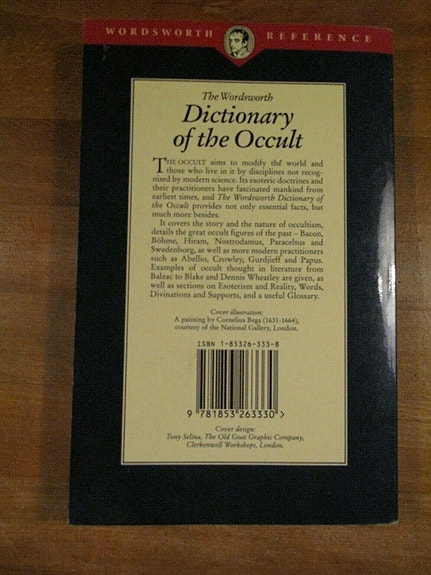 WORDSWORTH REFERENCE
The Wordsworth
Dictionary
of the Occult
THE OCCULT aims to modify the world and
those who live in it by disciplines not recog-
nised by modern science. Its esoteric doctrines and
their practitioners have fascinated mankind from
earliest times, and The Wordsworth Dictionary of
the Occult provides not only essential facts, but
much more besides.
It covers the story and the nature of occultism,
details the great occult figures of the past – Bacon,
Böhme, Hiram, Nostrodamus, Paracelsus and
Swedenborg, as well as more modern practitioners
such as Abellio, Crowley, Gurdjieff and Papus.
Examples of occult thought in literature from
Balzac to Blake and Dennis Wheatley are given, as
well as sections on Esoterism and Reality, Words,
Divinations and Supports, and a useful Glossary.
Cover illustration:
A painting by Cornelius Bega (1631-1664),
courtesy of the National Gallery, London.
ISBN 1-85326-333-8
9 781853 263330 >
Cover design:
Tony Selina, The Old Goat Graphic Company,
Clerkenwell Workshops, London.